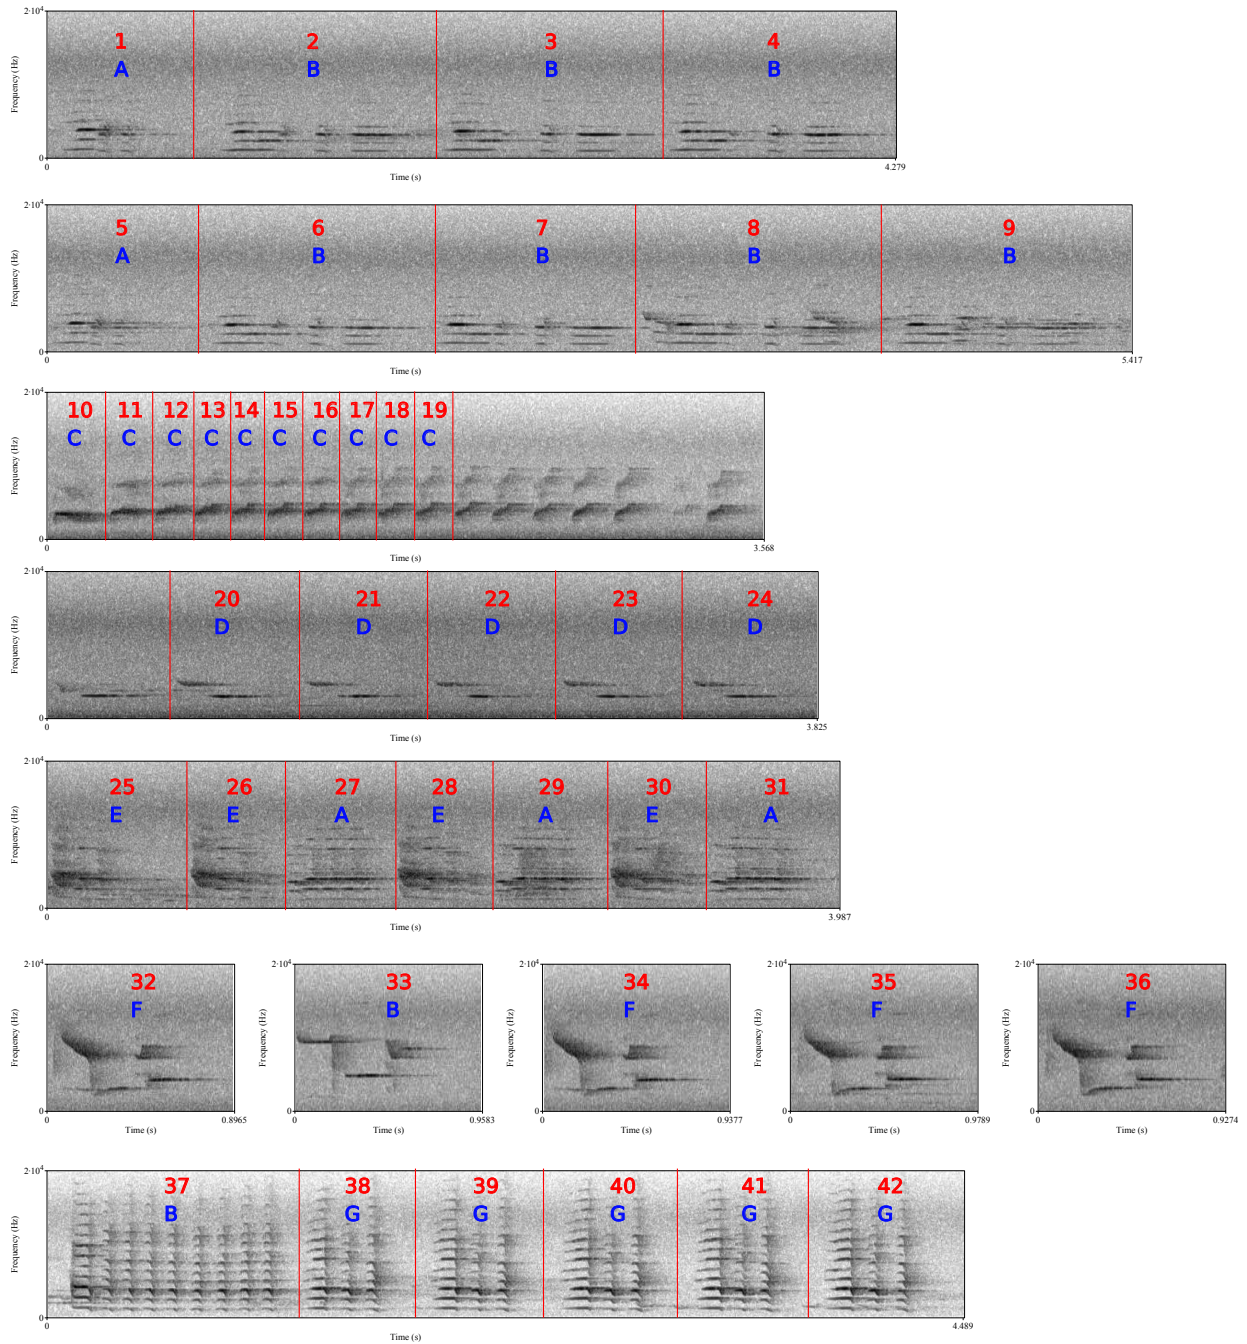 2·10⁴
1 2 3 4
A B B B
Frequency (Hz)
0
0 4.279
Time (s)
2·10⁴
5 6 7 8 9
A B B B B
Frequency (Hz)
0
0 5.417
Time (s)
2·10⁴
10 11 12 13 14 15 16 17 18 19
C C C C C C C C C C
Frequency (Hz)
0
0 3.568
Time (s)
2·10⁴
20 21 22 23 24
D D D D D
Frequency (Hz)
0
0 3.825
Time (s)
2·10⁴
25 26 27 28 29 30 31
E E A E A E A
Frequency (Hz)
0
0 3.987
Time (s)
2·10⁴ 2·10⁴ 2·10⁴ 2·10⁴ 2·10⁴
32 33 34 35 36
F B F F F
Frequency (Hz) Frequency (Hz) Frequency (Hz) Frequency (Hz) Frequency (Hz)
0 0 0 0 0
0 0.8965 0 0.9583 0 0.9377 0 0.9789 0 0.9274
Time (s) Time (s) Time (s) Time (s) Time (s)
2·10⁴
37 38 39 40 41 42
B G G G G G
Frequency (Hz)
0
0 4.489
Time (s)